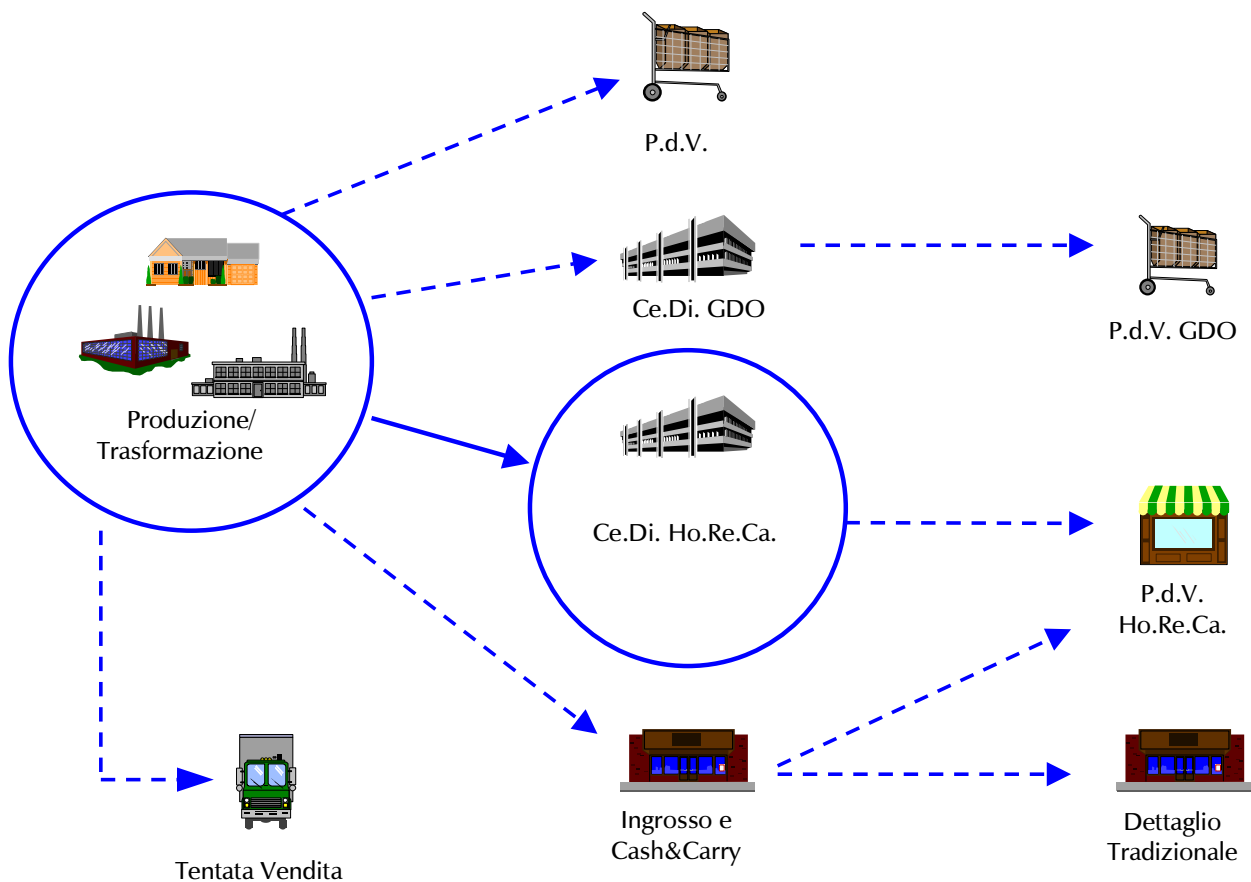 P.d.V.
Ce.Di. GDO
P.d.V. GDO
Produzione/
Trasformazione
Ce.Di. Ho.Re.Ca.
P.d.V.
Ho.Re.Ca.
Ingrosso e
Cash&Carry
Dettaglio
Tradizionale
Tentata Vendita